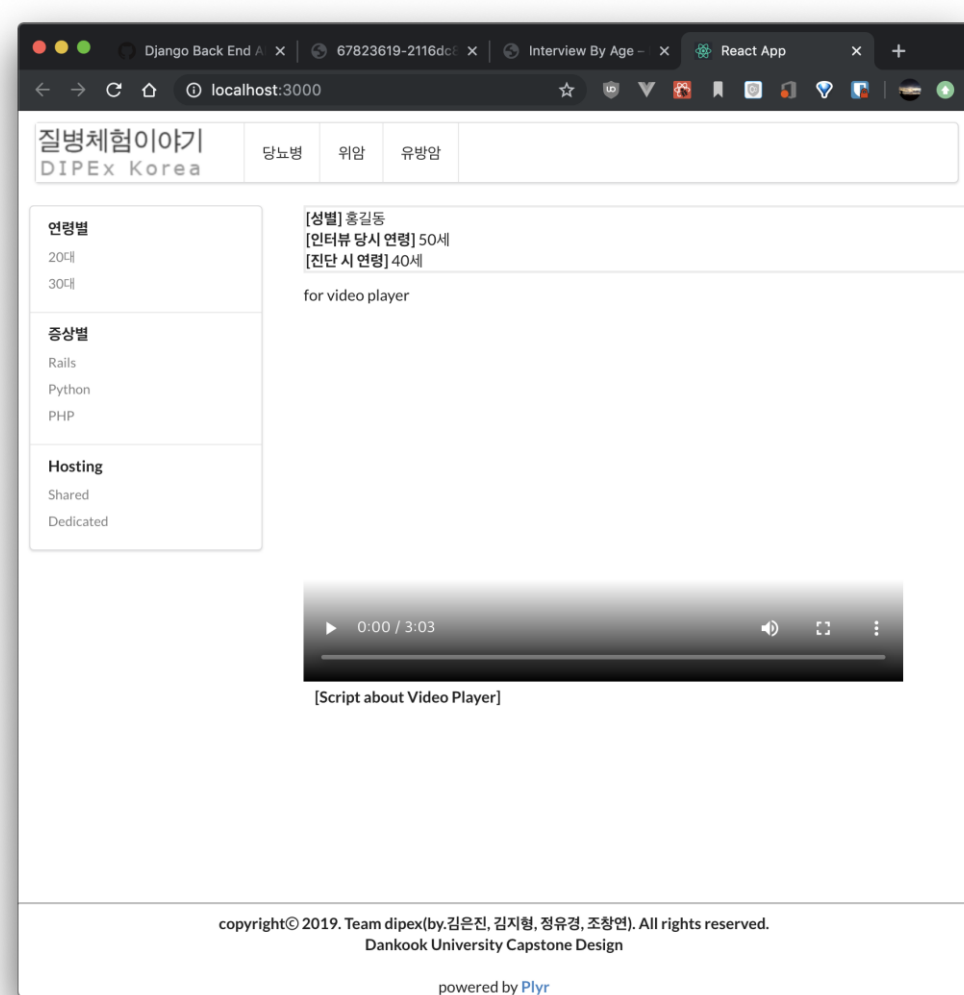 Django Back End A
67823619-2116dc8
Interview By Age –
React App
localhost:3000
질병체험이야기
DIPEx Korea
당뇨병
위암
유방암
연령별
20대
30대
증상별
Rails
Python
PHP
Hosting
Shared
Dedicated
[성별] 홍길동
[인터뷰 당시 연령] 50세
[진단 시 연령] 40세
for video player
0:00 / 3:03
[Script about Video Player]
copyright© 2019. Team dipex(by.김은진, 김지형, 정유경, 조창연). All rights reserved.
Dankook University Capstone Design
powered by Plyr